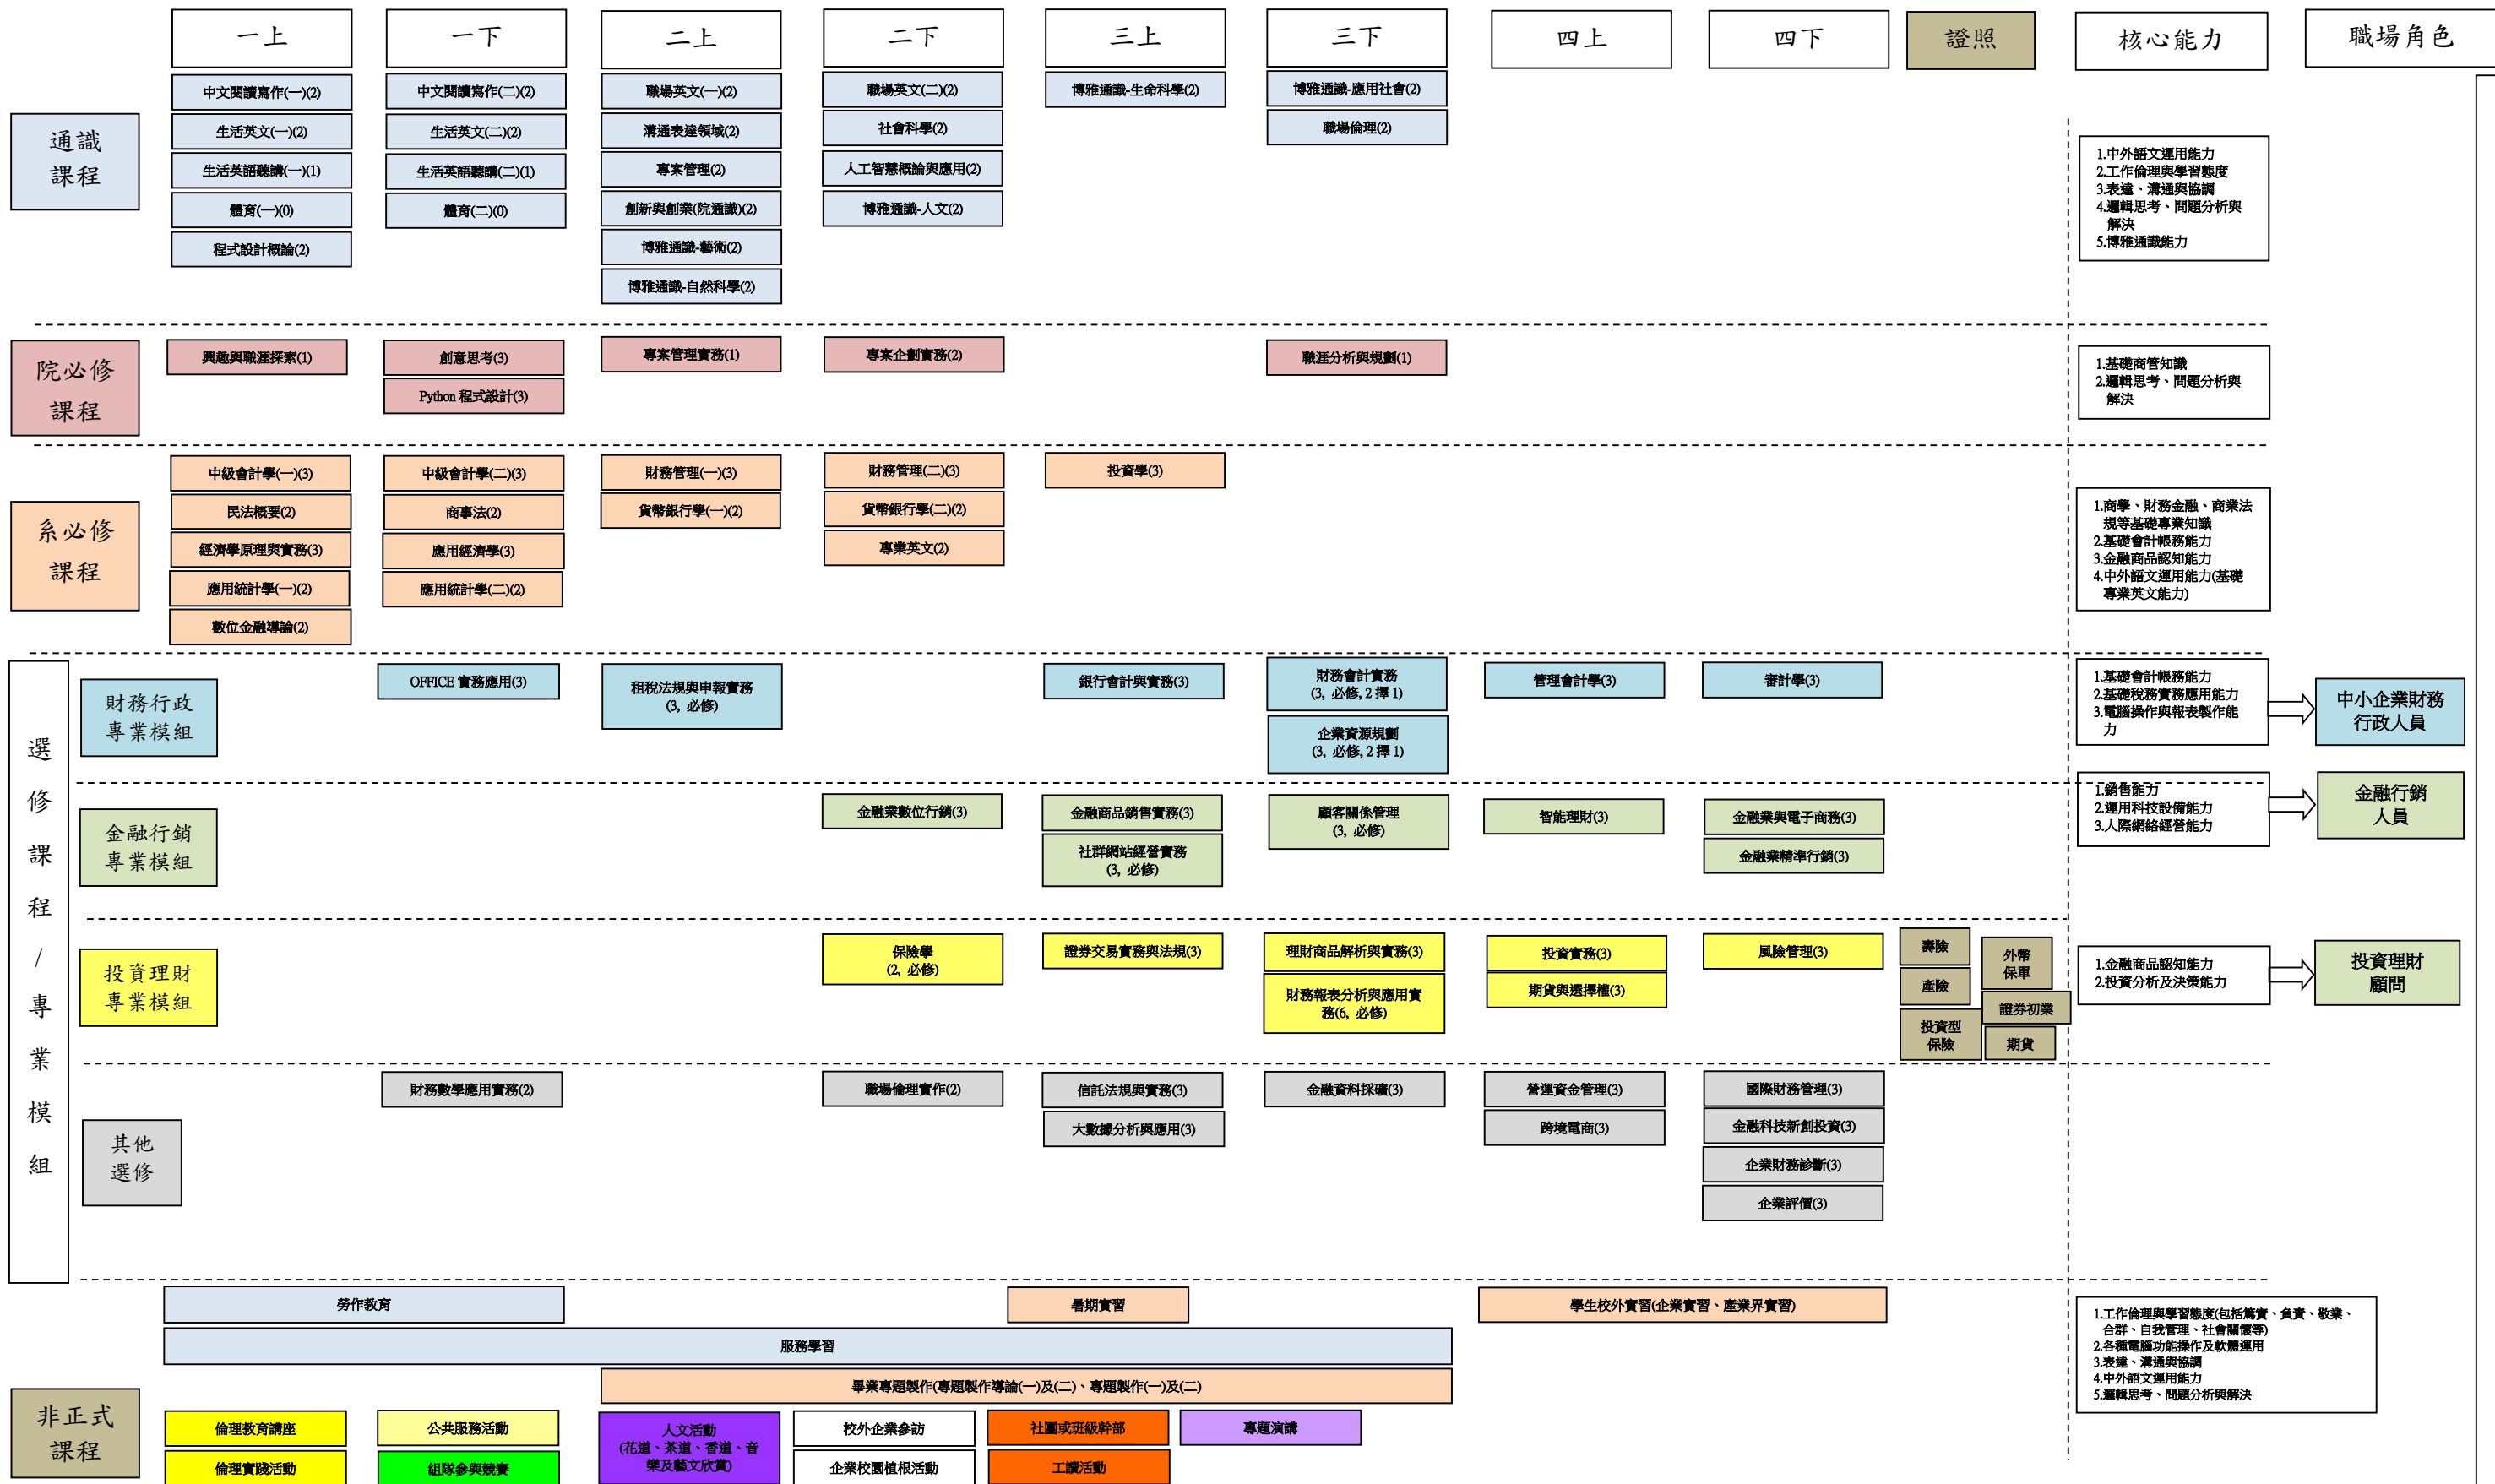 一上
一下
二上
二下
三上
三下
四上
四下
證照
核心能力
職場角色
通識
課程
中文閱讀寫作(一)(2)
生活英文(一)(2)
生活英語聽講(一)(1)
體育(一)(0)
程式設計概論(2)
中文閱讀寫作(二)(2)
生活英文(二)(2)
生活英語聽講(二)(1)
體育(二)(0)
職場英文(一)(2)
溝通表達領域(2)
專案管理(2)
創新與創業(院通識)(2)
博雅通識-藝術(2)
博雅通識-自然科學(2)
職場英文(二)(2)
社會科學(2)
人工智慧概論與應用(2)
博雅通識-人文(2)
博雅通識-生命科學(2)
博雅通識-應用社會(2)
職場倫理(2)
1.中外語文運用能力
2.工作倫理與學習態度
3.表達、溝通與協調
4.邏輯思考、問題分析與
解決
5.博雅通識能力
院必修
課程
興趣與職涯探索(1)
創意思考(3)
Python 程式設計(3)
專案管理實務(1)
專案企劃實務(2)
職涯分析與規劃(1)
1.基礎商管知識
2.邏輯思考、問題分析與
解決
系必修
課程
中級會計學(一)(3)
民法概要(2)
經濟學原理與實務(3)
應用統計學(一)(2)
數位金融導論(2)
中級會計學(二)(3)
商事法(2)
應用經濟學(3)
應用統計學(二)(2)
財務管理(一)(3)
貨幣銀行學(一)(2)
財務管理(二)(3)
貨幣銀行學(二)(2)
專業英文(2)
投資學(3)
1.商學、財務金融、商業法
規等基礎專業知識
2.基礎會計帳務能力
3.金融商品認知能力
4.中外語文運用能力(基礎
專業英文能力)
選修課程/專業模組
財務行政
專業模組
OFFICE 實務應用(3)
租稅法規與申報實務
(3, 必修)
銀行會計與實務(3)
財務會計實務
(3, 必修, 2 擇 1)
企業資源規劃
(3, 必修, 2 擇 1)
管理會計學(3)
審計學(3)
1.基礎會計帳務能力
2.基礎稅務實務應用能力
3.電腦操作與報表製作能
力
中小企業財務
行政人員
金融行銷
專業模組
金融業數位行銷(3)
金融商品銷售實務(3)
社群網站經營實務
(3, 必修)
顧客關係管理
(3, 必修)
智能理財(3)
金融業與電子商務(3)
金融業精準行銷(3)
1.銷售能力
2.運用科技設備能力
3.人際網絡經營能力
金融行銷
人員
投資理財
專業模組
保險學
(2, 必修)
證券交易實務與法規(3)
理財商品解析與實務(3)
財務報表分析與應用實
務(6, 必修)
投資實務(3)
期貨與選擇權(3)
風險管理(3)
壽險
產險
投資型
保險
外幣
保單
證券初業
期貨
1.金融商品認知能力
2.投資分析及決策能力
投資理財
顧問
其他
選修
財務數學應用實務(2)
職場倫理實作(2)
信託法規與實務(3)
大數據分析與應用(3)
金融資料採礦(3)
營運資金管理(3)
跨境電商(3)
國際財務管理(3)
金融科技新創投資(3)
企業財務診斷(3)
企業評價(3)
非正式
課程
勞作教育
暑期實習
學生校外實習(企業實習、產業界實習)
服務學習
畢業專題製作(專題製作導論(一)及(二)、專題製作(一)及(二)
倫理教育講座
倫理實踐活動
公共服務活動
組隊參與競賽
人文活動
(花道、茶道、香道、音
樂及藝文欣賞)
校外企業參訪
企業校園植根活動
社團或班級幹部
工讀活動
專題演講
1.工作倫理與學習態度(包括篤實、負責、敬業、
合群、自我管理、社會關懷等)
2.各種電腦功能操作及軟體運用
3.表達、溝通與協調
4.中外語文運用能力
5.邏輯思考、問題分析與解決